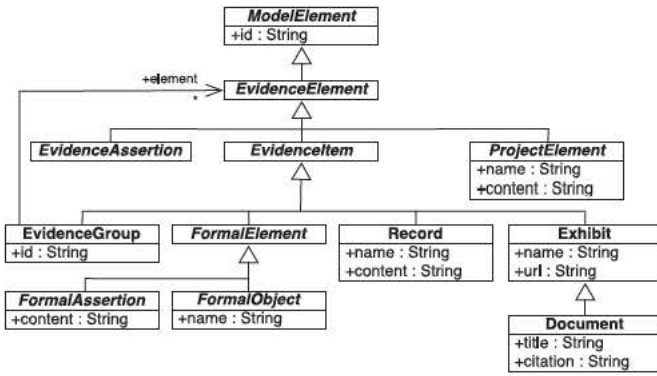 ModelElement
+id : String
+element
*
EvidenceElement
EvidenceAssertion
EvidenceItem
ProjectElement
+name : String
+content : String
EvidenceGroup
+id : String
FormalElement
Record
+name : String
+content : String
Exhibit
+name : String
+url : String
FormalAssertion
+content : String
FormalObject
+name : String
Document
+title : String
+citation : String